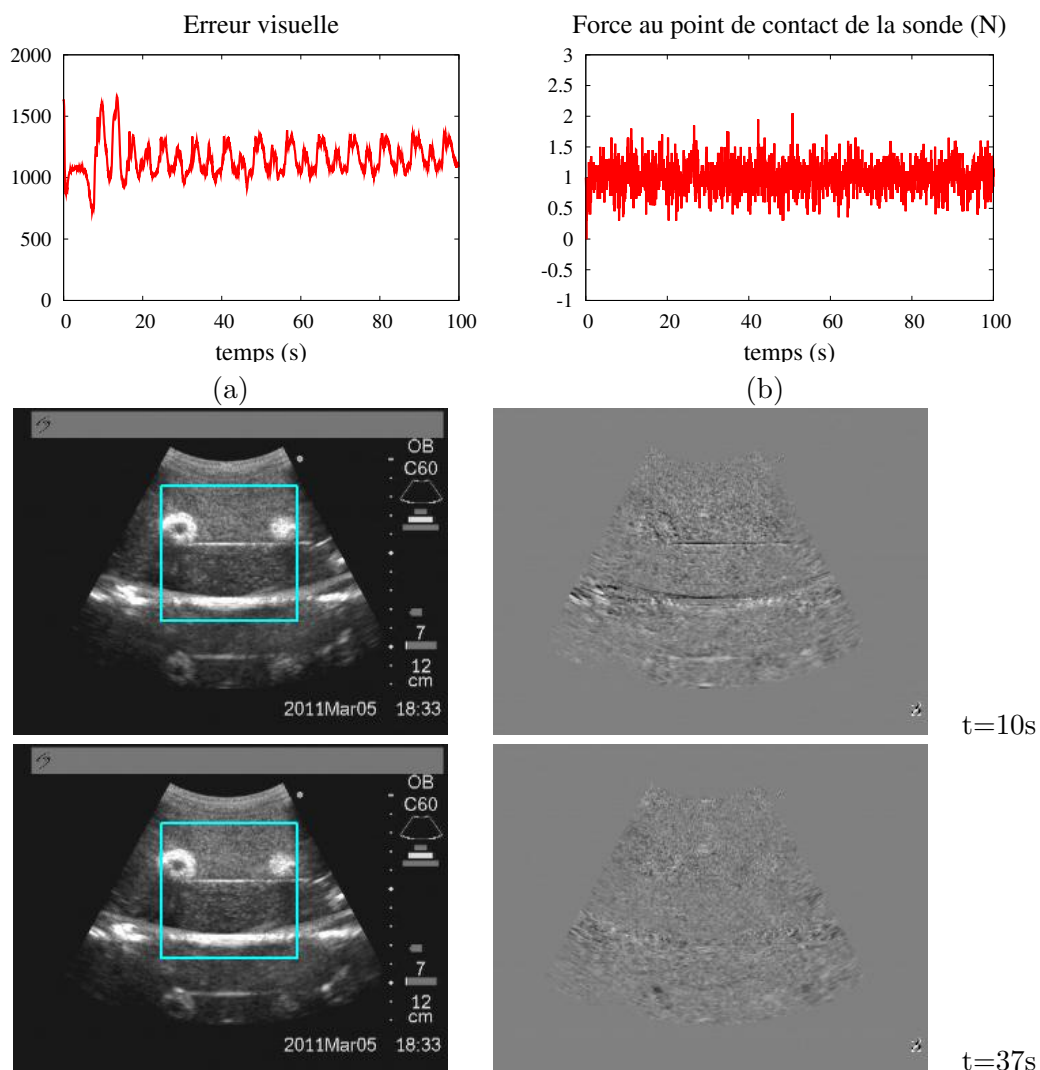 Erreur visuelle
2000
1500
1000
500
0
0 20 40 60 80 100
temps (s)
(a)
Force au point de contact de la sonde (N)
3
2.5
2
1.5
1
0.5
0
-0.5
-1
0 20 40 60 80 100
temps (s)
(b)
OB
C60
7
12
cm
2011Mar05 18:33
t=10s
OB
C60
7
12
cm
2011Mar05 18:33
t=37s